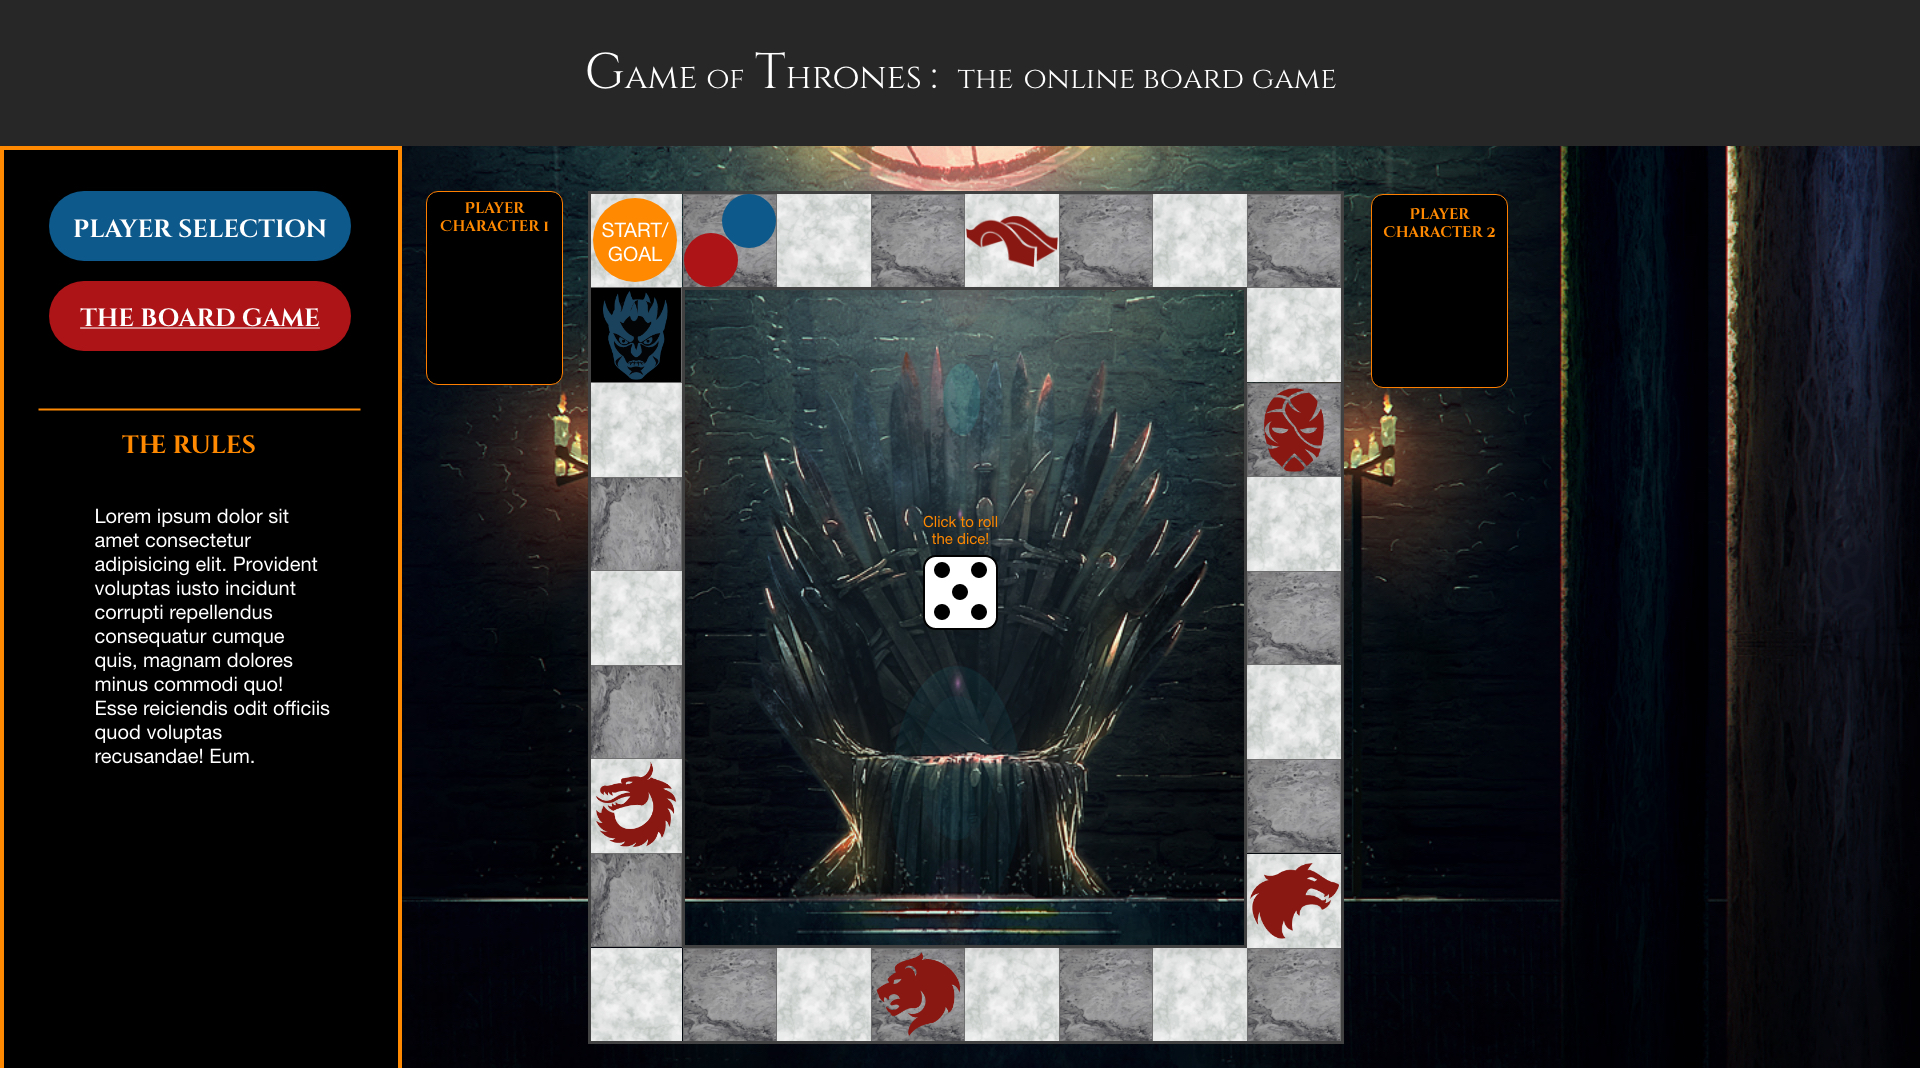 Game of Thrones: the online board game
PLAYER SELECTION
THE BOARD GAME
THE RULES
Lorem ipsum dolor sit
amet consectetur
adipisicing elit. Provident
voluptas iusto incidunt
corrupti repellendus
consequatur cumque
quis, magnam dolores
minus commodi quo!
Esse reiciendis odit officiis
quod voluptas
recusandae! Eum.
PLAYER
CHARACTER 1
START/
GOAL
Click to roll
the dice!
PLAYER
CHARACTER 2